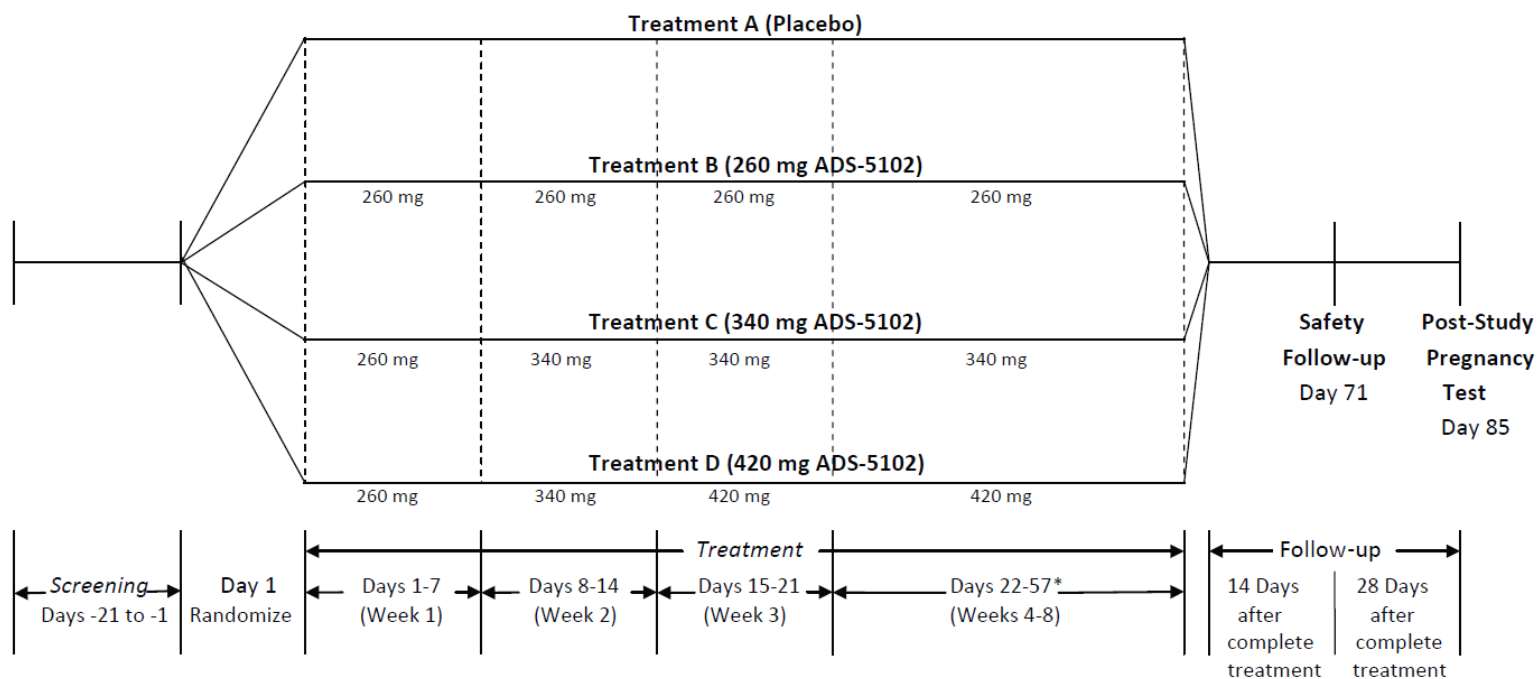 Treatment A (Placebo)
Treatment B (260 mg ADS-5102)
260 mg 260 mg 260 mg 260 mg
Treatment C (340 mg ADS-5102)
260 mg 340 mg 340 mg 340 mg
Treatment D (420 mg ADS-5102)
260 mg 340 mg 420 mg 420 mg
Safety
Follow-up
Day 71
Post-Study
Pregnancy
Test
Day 85
Screening
Days -21 to -1
Day 1
Randomize
Treatment
Days 1-7
(Week 1)
Days 8-14
(Week 2)
Days 15-21
(Week 3)
Days 22-57*
(Weeks 4-8)
Follow-up
14 Days
after
complete
treatment
28 Days
after
complete
treatment